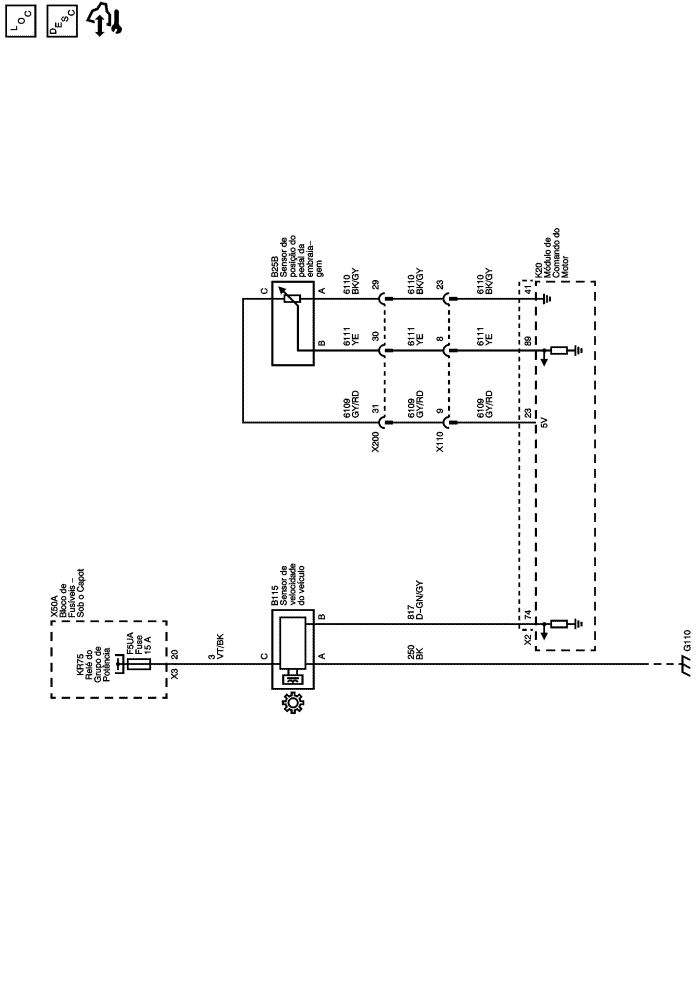 LOC
DESC
X50A
Bloco de
Fusíveis –
Sob o Capot
KR75
Relé do
Grupo de
Potência
F5UA
Fuse
15 A
20
X3
3
VT/BK
B115
Sensor de
velocidade
do veículo
C
B
A
817
D–GN/GY
250
BK
X2
74
G110
B25B
Sensor de
posição do
pedal da
embraia–
gem
C
A
B
6110
BK/GY
29
6110
BK/GY
23
6110
BK/GY
41
6111
YE
30
6111
YE
8
6111
YE
89
6109
GY/RD
31
X200
6109
GY/RD
9
X110
6109
GY/RD
23
5V
K20
Módulo de
Comando do
Motor